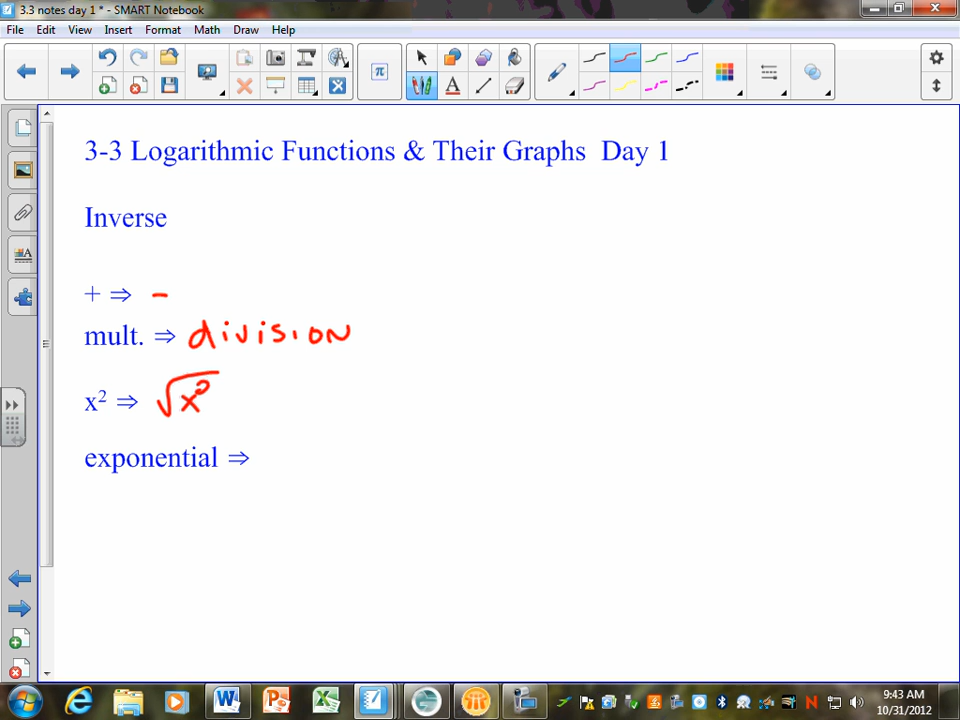 3.3 notes day 1 * - SMART Notebook
File Edit View Insert Format Math Draw Help
3-3 Logarithmic Functions & Their Graphs Day 1
Inverse
+ ⇒ -
mult. ⇒ division
x² ⇒ √x²
exponential ⇒
9:43 AM
10/31/2012